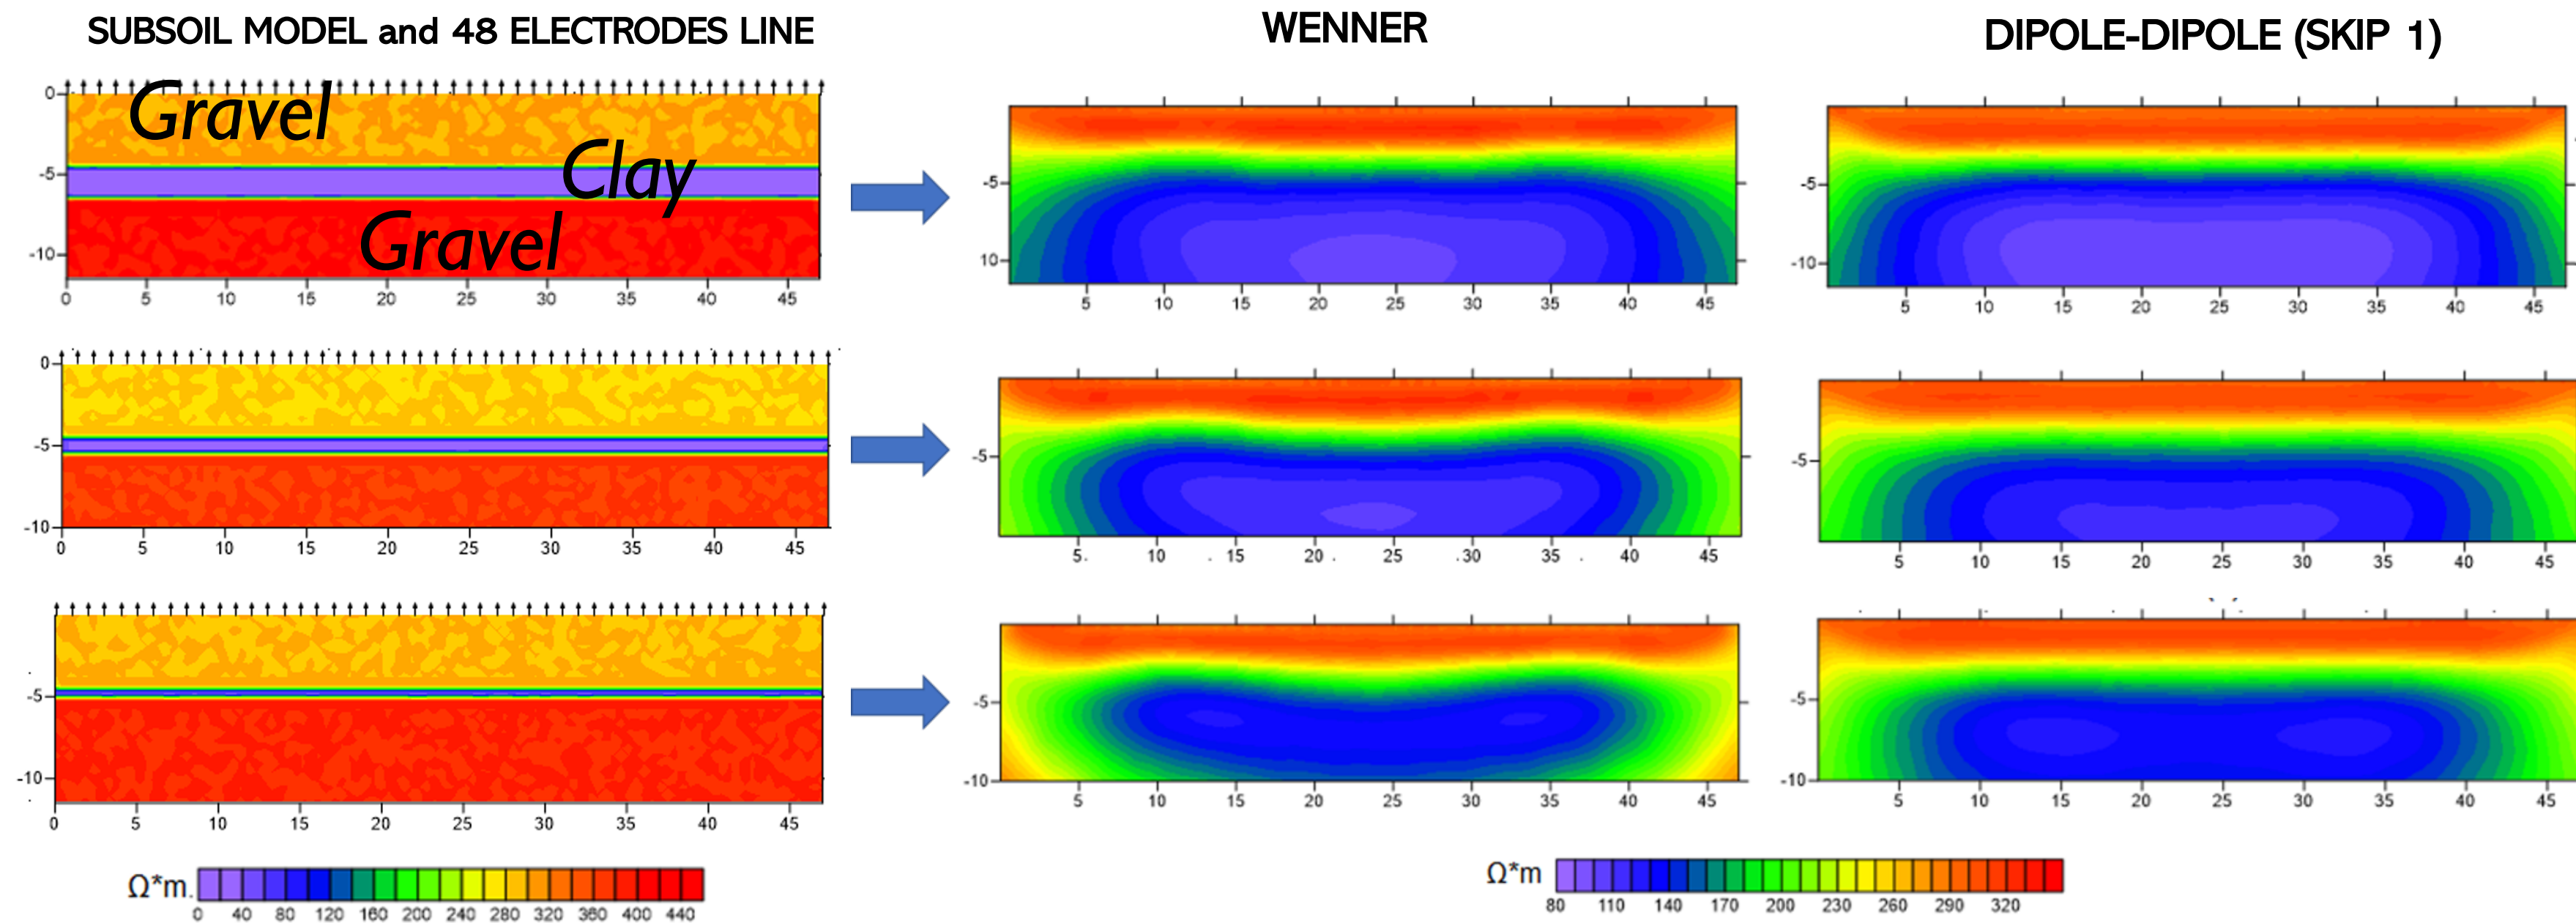 SUBSOIL MODEL and 48 ELECTRODES LINE
WENNER
DIPOLE-DIPOLE (SKIP 1)
Gravel
Clay
Gravel
0
-5
-10
0 5 10 15 20 25 30 35 40 45
-5
10
5 10 15 20 25 30 35 40 45
-5
-10
5 10 15 20 25 30 35 40 45
0
-5
-10
0 5 10 15 20 25 30 35 40 45
-5
5 10 15 20 25 30 35 40 45
-5
5 10 15 20 25 30 35 40 45
-5
-10
0 5 10 15 20 25 30 35 40 45
-5
-10
5 10 15 20 25 30 35 40 45
-5
-10
5 10 15 20 25 30 35 40 45
Ω*m.
0 40 80 120 160 200 240 280 320 360 400 440
Ω*m
80 110 140 170 200 230 260 290 320